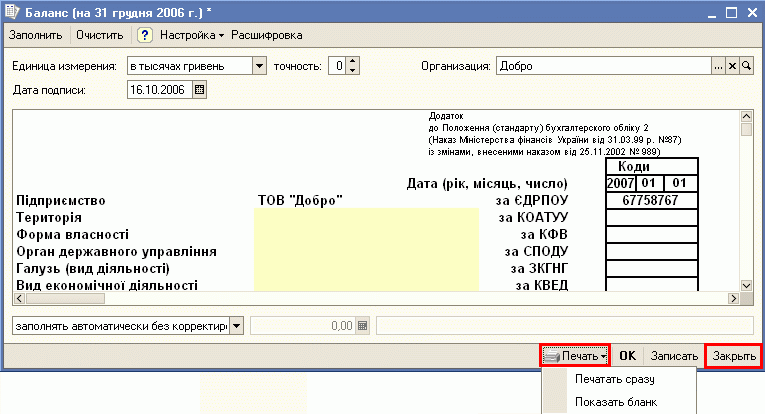 Баланс (на 31 грудня 2006 г.) *
Заполнить Очистить ? Настройка Расшифровка
Единица измерения: в тысячах гривень точность: 0 Организация: Добро ... ×
Дата подписи: 16.10.2006
Додаток
до Положення (стандарту) бухгалтерского обліку 2
(Наказ Міністерства фінансів України від 31.03.99 р. №87)
із змінами, внесеними наказом від 25.11.2002 № 989)
Коди
Дата (рік, місяць, число) 2007 01 01
Підприємство ТОВ "Добро" за ЄДРПОУ 67758767
Територія за КОАТУУ
Форма власності за КФВ
Орган державного управління за СПОДУ
Галузь (вид діяльності) за ЗКГНГ
Вид економічної діяльності за КВЕД
заполнять автоматически без корректир 0,00
Печать OK Записать Закрыть
Печатать сразу
Показать бланк